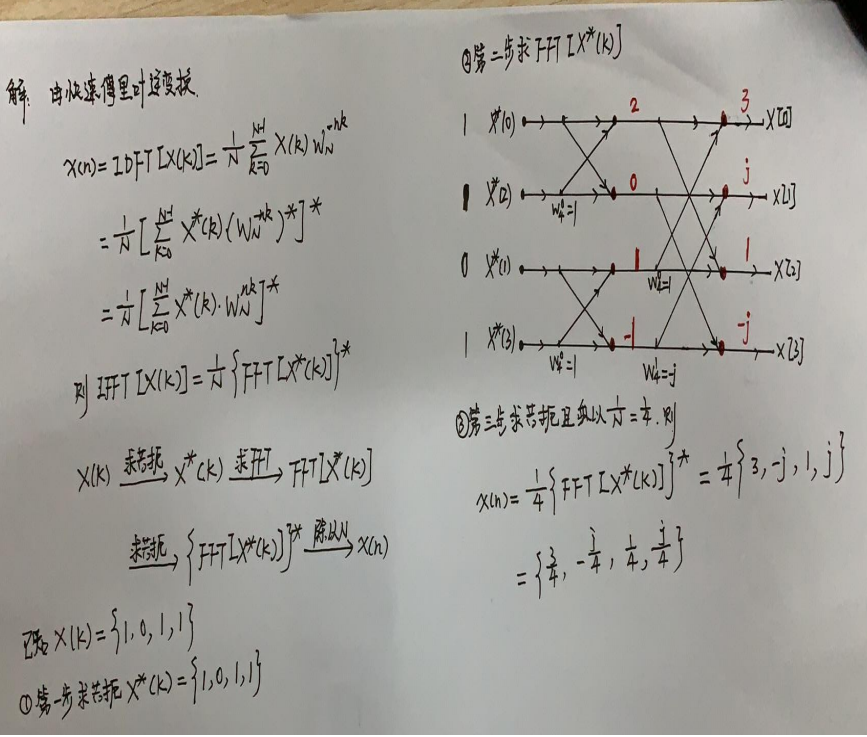 解: 由快速傅里叶逆变换.
x(n)=IDFT[X(k)]=\frac{1}{N}\sum_{k=0}^{N-1}X(k)W_N^{-nk}
=\frac{1}{N}[\sum_{k=0}^{N-1}X^*(k)(W_N^{-nk})^*]^*
=\frac{1}{N}[\sum_{k=0}^{N-1}X^*(k)·W_N^{nk}]^*
则 IFFT[X(k)]=\frac{1}{N}{FFT[X^*(k)]}^*
X(k) \xrightarrow{求共轭} X^*(k) \xrightarrow{求FFT} FFT[X^*(k)]
\xrightarrow{求共轭} {FFT[X^*(k)]}^* \xrightarrow{除以N} x(n)
已知 X(k)={1,0,1,1}
①第一步求共轭 X^*(k)={1,0,1,1}
②第二步求FFT[X^*(k)]
1 X^*(0) 2 3 X[0]
1 X^*(2) 0 j X[1]
W_4^0=1
0 X^*(1) 1 1 X[2]
W_4^0=1
1 X^*(3) -1 -j X[3]
W_4^0=1 W_4^1=-j
③第三步求共轭且乘以\frac{1}{N}=\frac{1}{4}.则
x(n)=\frac{1}{4}{FFT[X^*(k)]}^*=\frac{1}{4}{3,-j,1,j}
={\frac{3}{4},-\frac{j}{4},\frac{1}{4},\frac{j}{4}}